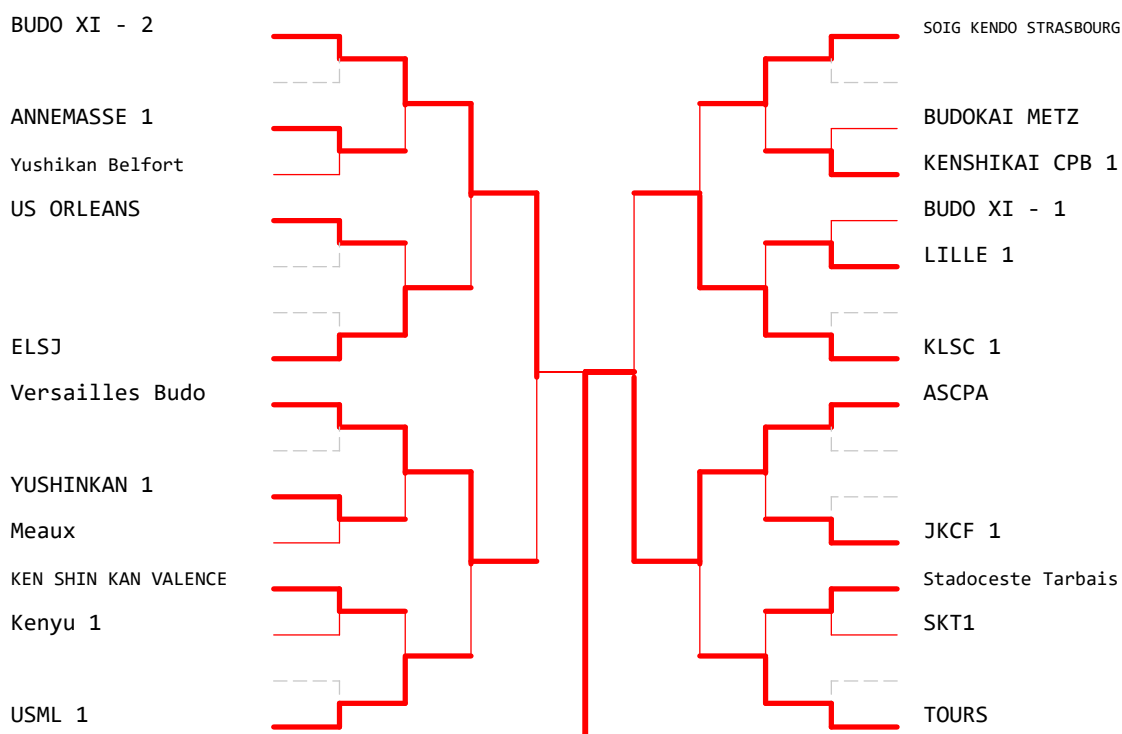 BUDO XI - 2
ANNEMASSE 1
Yushikan Belfort
US ORLEANS
ELSJ
Versailles Budo
YUSHINKAN 1
Meaux
KEN SHIN KAN VALENCE
Kenyu 1
USML 1
SOIG KENDO STRASBOURG
BUDOKAI METZ
KENSHIKAI CPB 1
BUDO XI - 1
LILLE 1
KLSC 1
ASCPA
JKCF 1
Stadoceste Tarbais
SKT1
TOURS